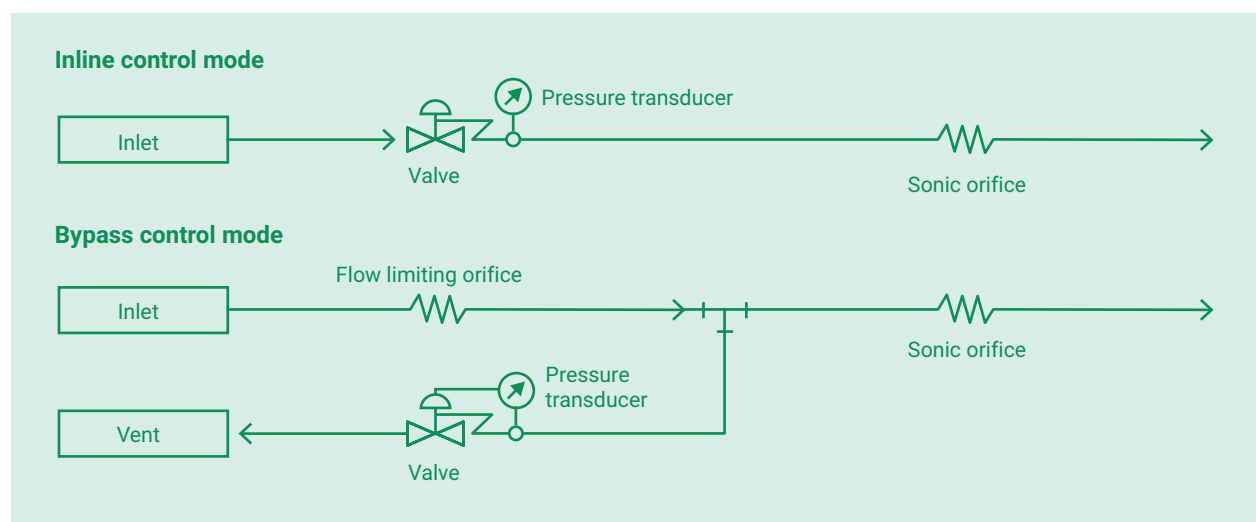 Inline control mode
Pressure transducer
Inlet
Valve
Sonic orifice
Bypass control mode
Flow limiting orifice
Inlet
Sonic orifice
Pressure
transducer
Vent
Valve